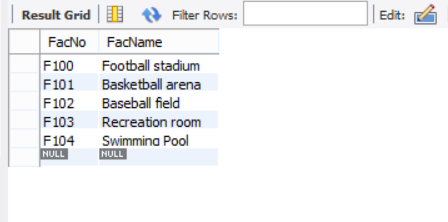 Result Grid Filter Rows: Edit:
FacNo FacName
F100 Football stadium
F101 Basketball arena
F102 Baseball field
F103 Recreation room
F104 Swimming Pool
NULL NULL